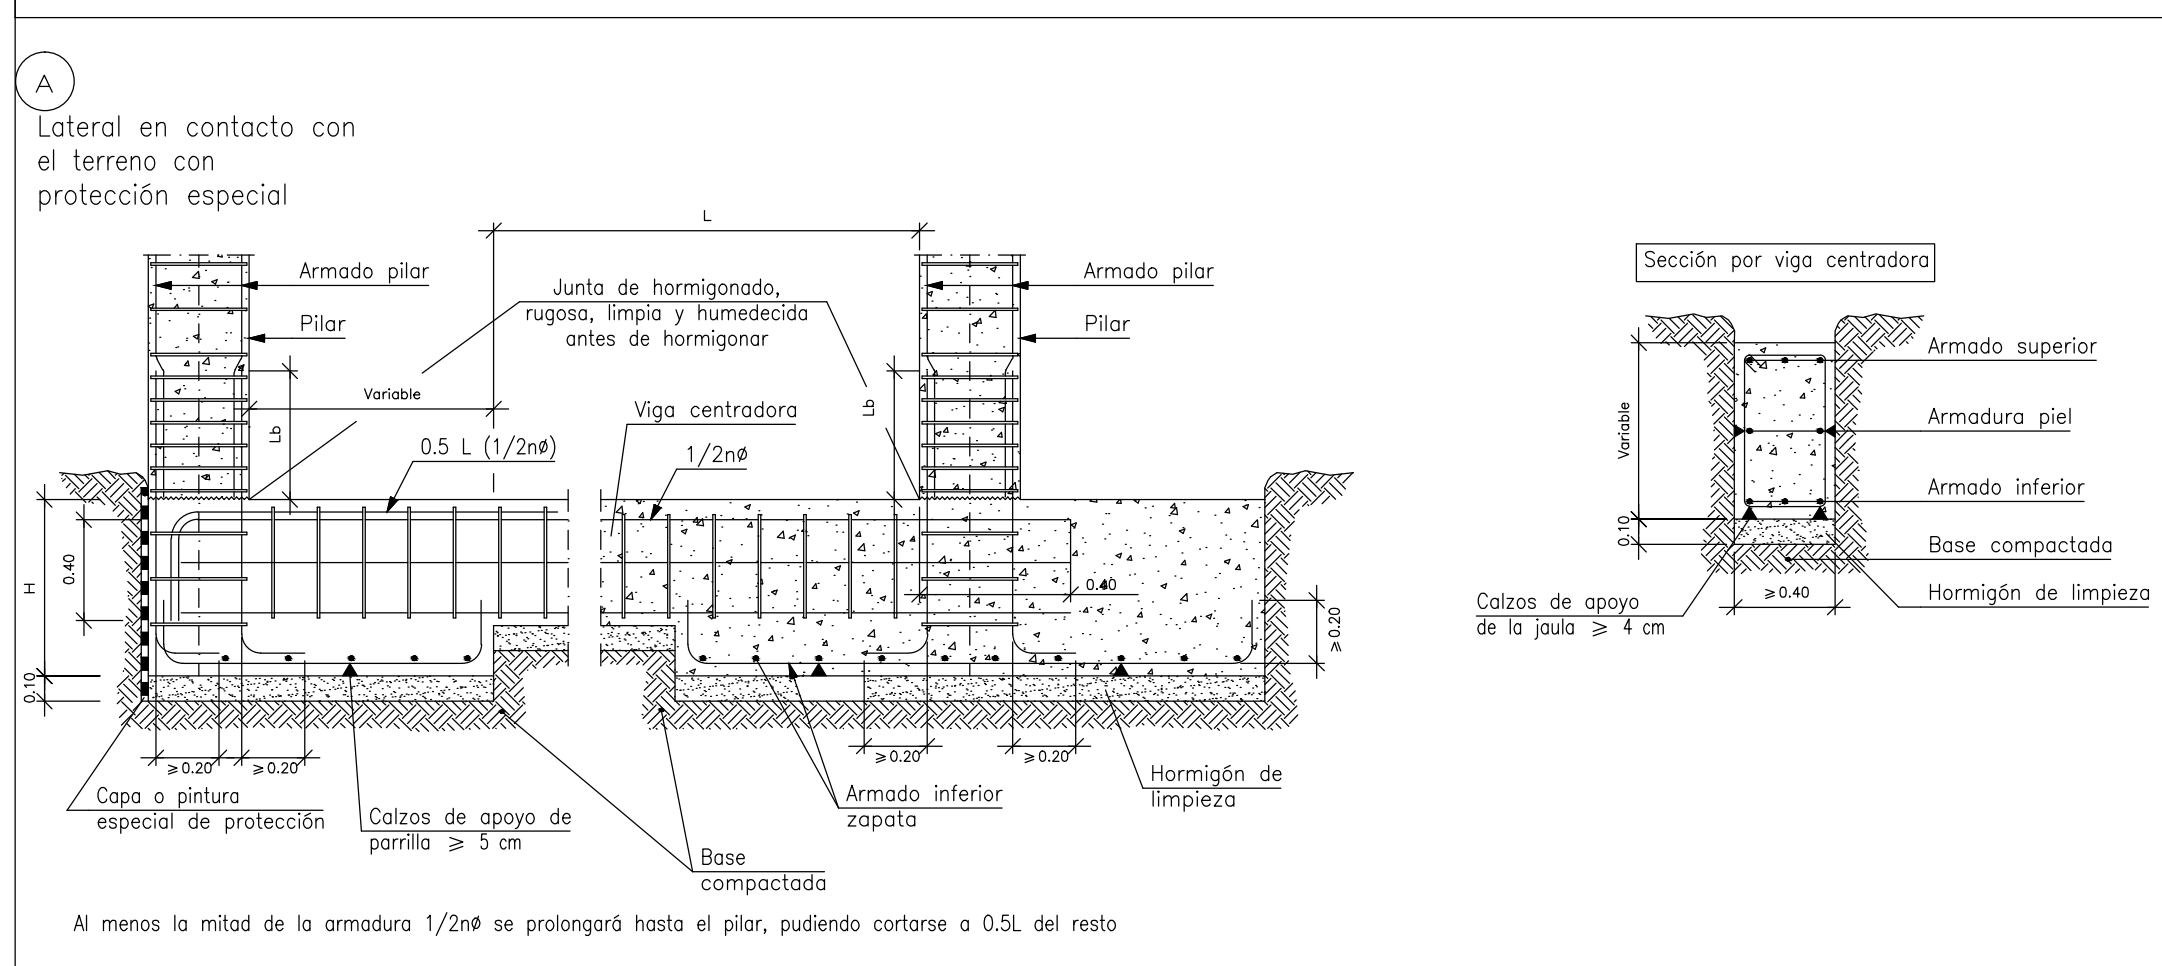 A
Lateral en contacto con
el terreno con
protección especial
L
Armado pilar
Pilar
Junta de hormigonado,
rugosa, limpia y humedecida
antes de hormigonar
Armado pilar
Pilar
Variable
Lb
Lb
Viga centradora
0.5 L (1/2nø)
1/2nø
H
0.40
0.10
0.40
≥0.20
≥0.20
≥0.20
≥0.20
≥0.20
Capa o pintura
especial de protección
Calzos de apoyo de
parrilla ≥ 5 cm
Armado inferior
zapata
Base
compactada
Hormigón de
limpieza
Al menos la mitad de la armadura 1/2nø se prolongará hasta el pilar, pudiendo cortarse a 0.5L del resto
Sección por viga centradora
Armado superior
Armadura piel
Armado inferior
Base compactada
Hormigón de limpieza
Variable
0.10
≥0.40
Calzos de apoyo
de la jaula ≥ 4 cm